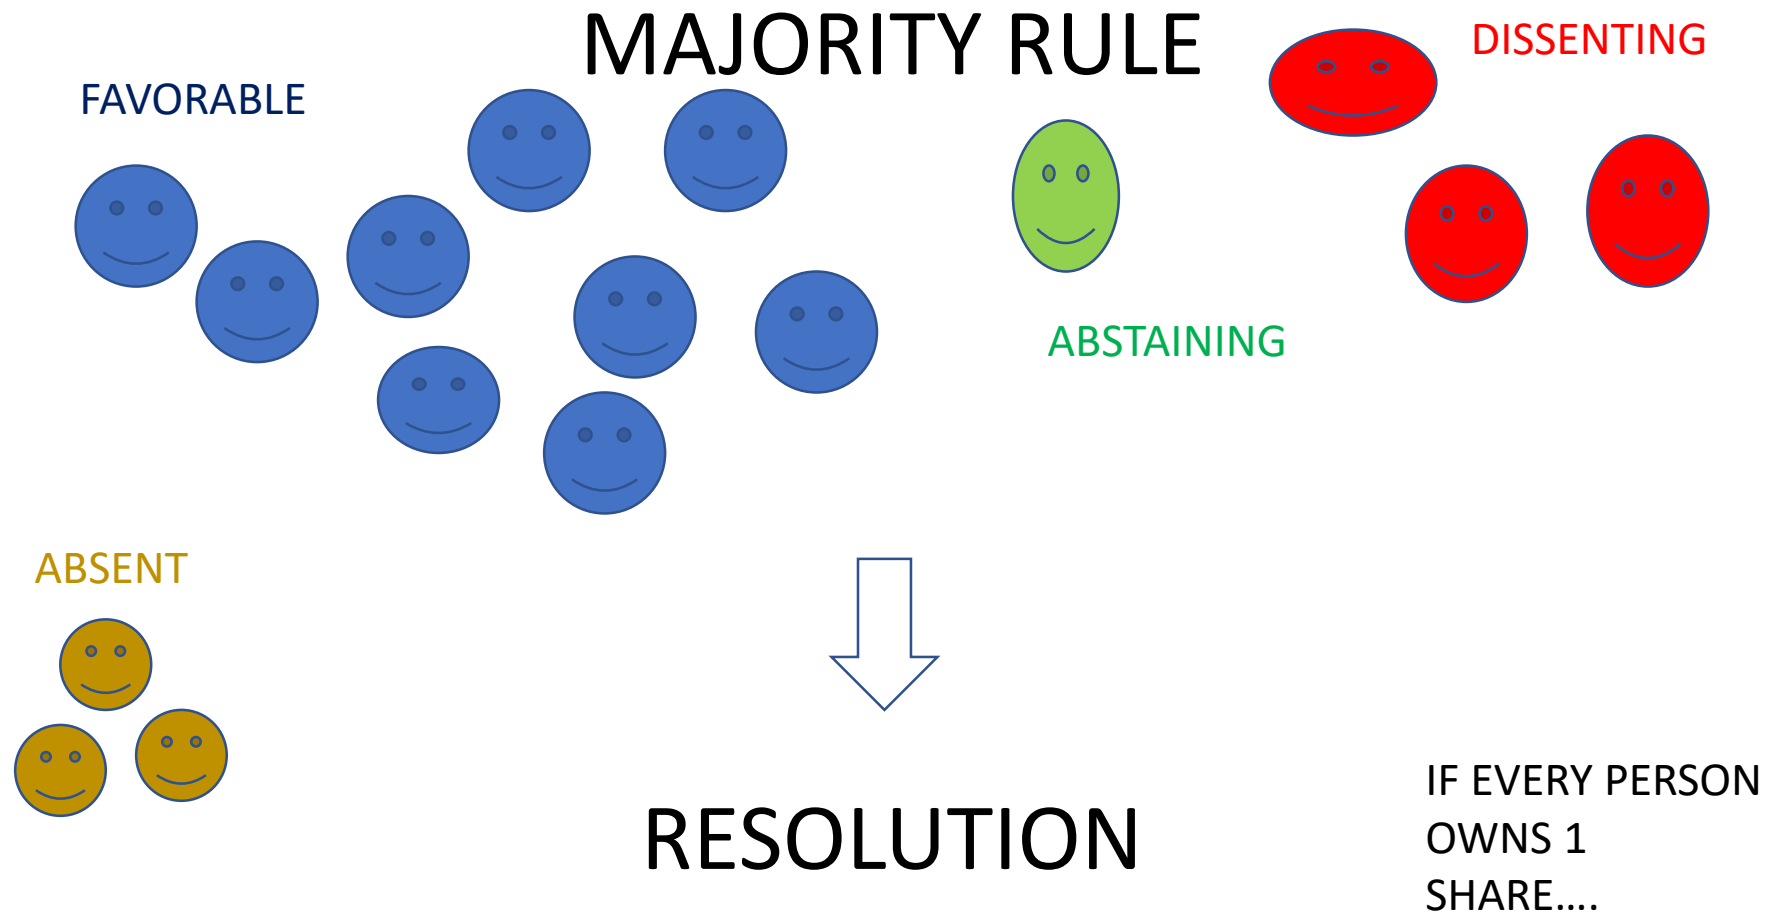 MAJORITY RULE
DISSENTING
FAVORABLE
ABSTAINING
ABSENT
RESOLUTION
IF EVERY PERSON
OWNS 1
SHARE....